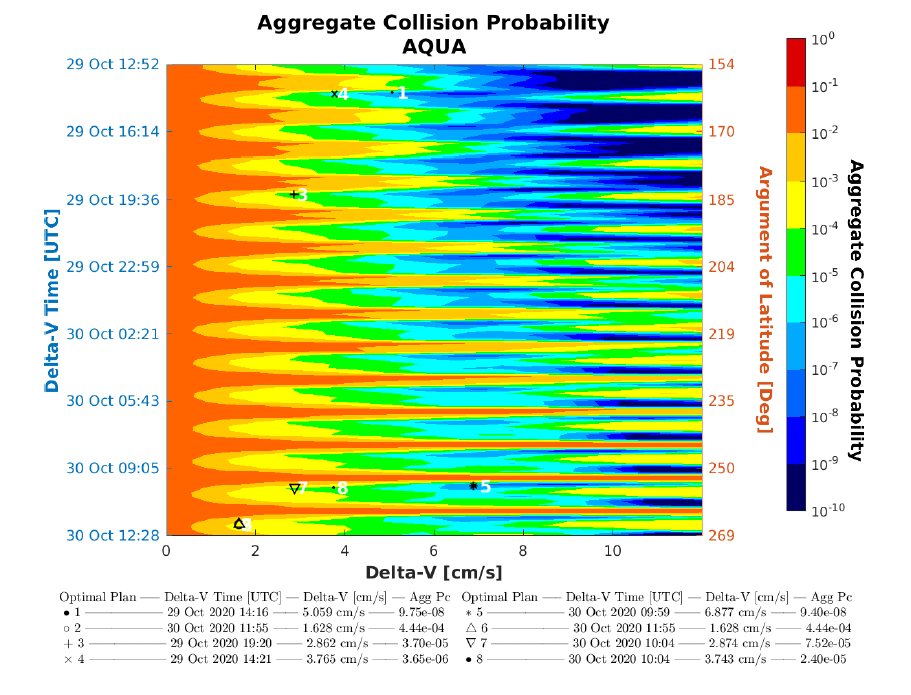 Aggregate Collision Probability
AQUA
Delta-V Time [UTC]
29 Oct 12:52
29 Oct 16:14
29 Oct 19:36
29 Oct 22:59
30 Oct 02:21
30 Oct 05:43
30 Oct 09:05
30 Oct 12:28
4
1
3
7
8
5
0
2
4
6
8
10
Delta-V [cm/s]
154
170
185
204
219
235
250
269
Argument of Latitude [Deg]
10^0
10^-1
10^-2
10^-3
10^-4
10^-5
10^-6
10^-7
10^-8
10^-9
10^-10
Aggregate Collision Probability
Optimal Plan — Delta-V Time [UTC] — Delta-V [cm/s] — Agg Pc
• 1 — 29 Oct 2020 14:16 — 5.059 cm/s — 9.75e-08
○ 2 — 30 Oct 2020 11:55 — 1.628 cm/s — 4.44e-04
+ 3 — 29 Oct 2020 19:20 — 2.862 cm/s — 3.70e-05
× 4 — 29 Oct 2020 14:21 — 3.765 cm/s — 3.65e-06
Optimal Plan — Delta-V Time [UTC] — Delta-V [cm/s] — Agg Pc
* 5 — 30 Oct 2020 09:59 — 6.877 cm/s — 9.40e-08
△ 6 — 30 Oct 2020 11:55 — 1.628 cm/s — 4.44e-04
▽ 7 — 30 Oct 2020 10:04 — 2.874 cm/s — 7.52e-05
• 8 — 30 Oct 2020 10:04 — 3.743 cm/s — 2.40e-05